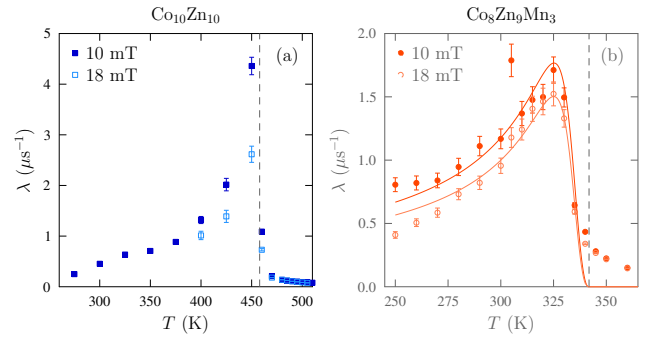 Co₁₀Zn₁₀
(a)
10 mT
18 mT
λ (μs⁻¹)
5
4
3
2
1
0
300 350 400 450 500
T (K)
Co₈Zn₉Mn₃
(b)
10 mT
18 mT
λ (μs⁻¹)
2.0
1.5
1.0
0.5
0.0
250 275 300 325 350
T (K)